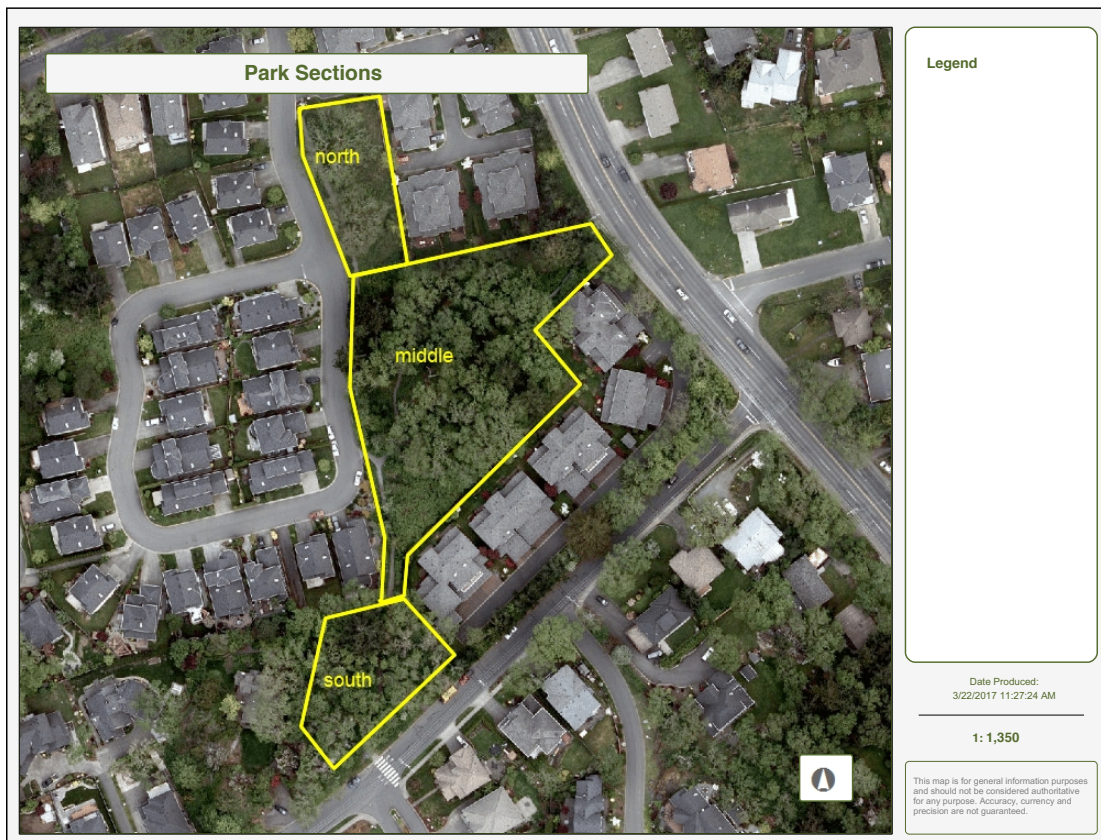 Park Sections
north
middle
south
Legend
Date Produced:
3/22/2017 11:27:24 AM
1: 1,350
This map is for general information purposes
and should not be considered authoritative
for any purpose. Accuracy, currency and
precision are not guaranteed.